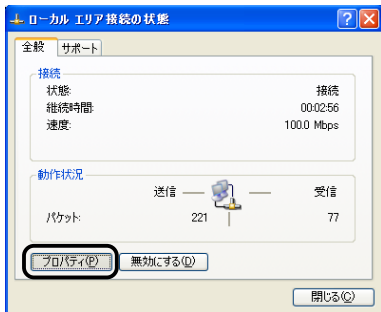 ローカル エリア接続の状態
全般 サポート
接続
状態: 接続
継続時間: 00:02:56
速度: 100.0 Mbps
動作状況
送信 受信
パケット: 221 77
プロパティ(P) 無効にする(D)
閉じる(C)